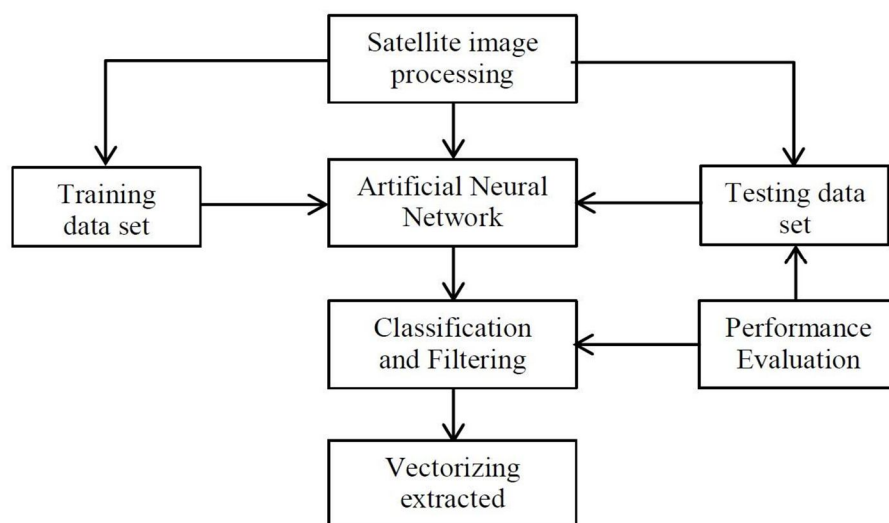 Satellite image
processing
Training
data set
Artificial Neural
Network
Testing data
set
Classification
and Filtering
Performance
Evaluation
Vectorizing
extracted